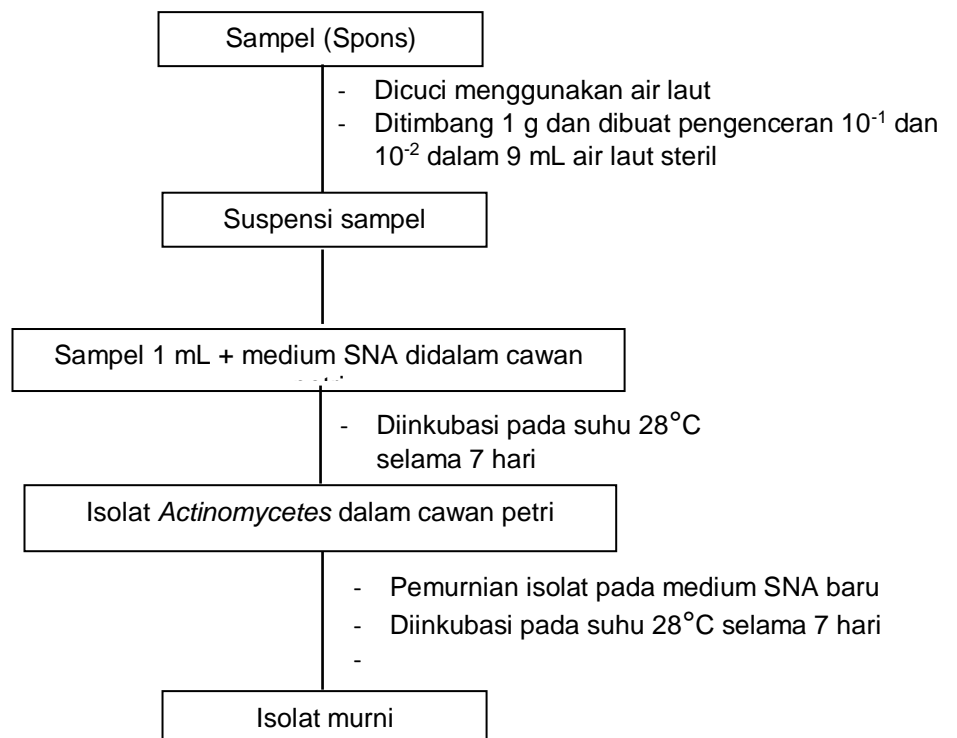 Sampel (Spons)
- Dicuci menggunakan air laut
- Ditimbang 1 g dan dibuat pengenceran 10⁻¹ dan
10⁻² dalam 9 mL air laut steril
Suspensi sampel
Sampel 1 mL + medium SNA didalam cawan
- Diinkubasi pada suhu 28°C
selama 7 hari
Isolat Actinomycetes dalam cawan petri
- Pemurnian isolat pada medium SNA baru
- Diinkubasi pada suhu 28°C selama 7 hari
-
Isolat murni